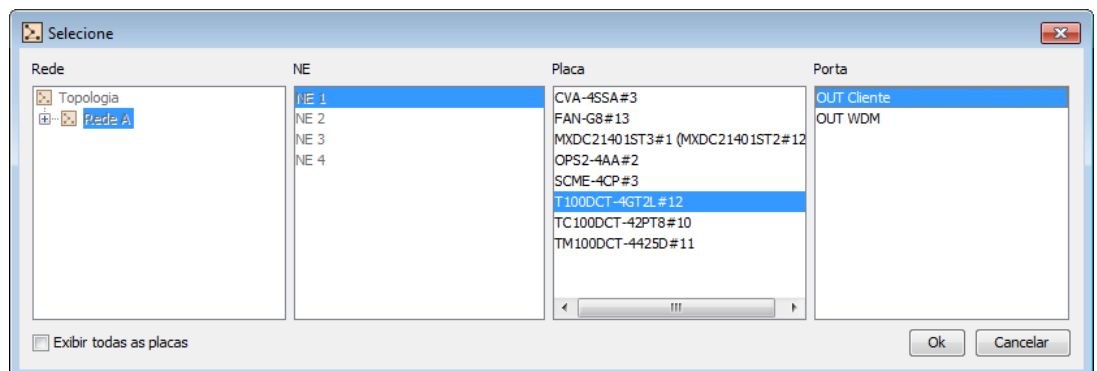 Selecione
Rede
NE
Placa
Porta
Topologia
Rede A
NE 1
NE 2
NE 3
NE 4
CVA-4SSA#3
FAN-G8#13
MXDC21401ST3#1 (MXDC21401ST2#12
OPS2-4AA#2
SCME-4CP#3
T100DCT-4GT2L#12
TC100DCT-42PT8#10
TM100DCT-4425D#11
OUT Cliente
OUT WDM
Exibir todas as placas
Ok
Cancelar